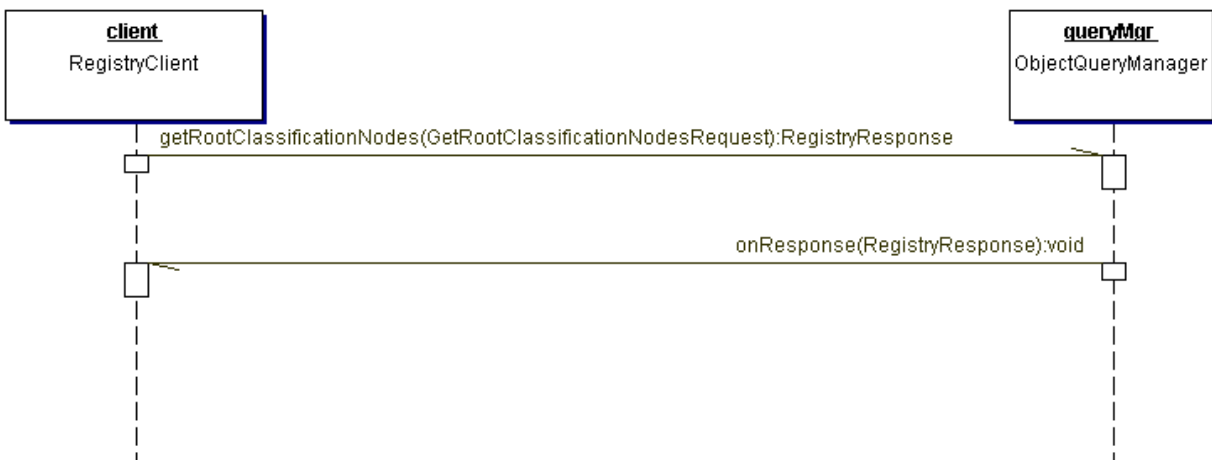 client
RegistryClient
queryMgr
ObjectQueryManager
getRootClassificationNodes(GetRootClassificationNodesRequest):RegistryResponse
onResponse(RegistryResponse):void